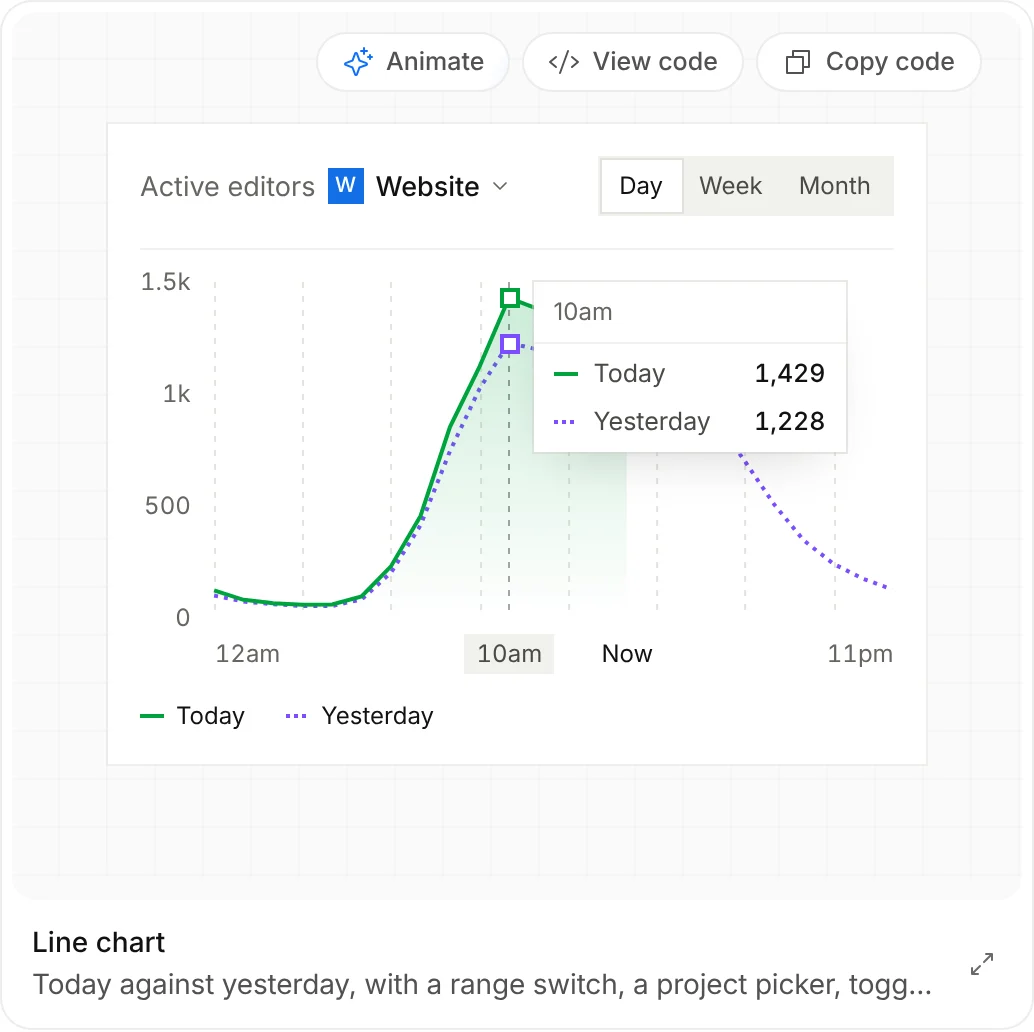 Animate
</> View code
Copy code
Active editors W Website
Day Week Month
1.5k
1k
500
0
10am
Today 1,429
Yesterday 1,228
12am 10am Now 11pm
Today Yesterday
Line chart
Today against yesterday, with a range switch, a project picker, togg...